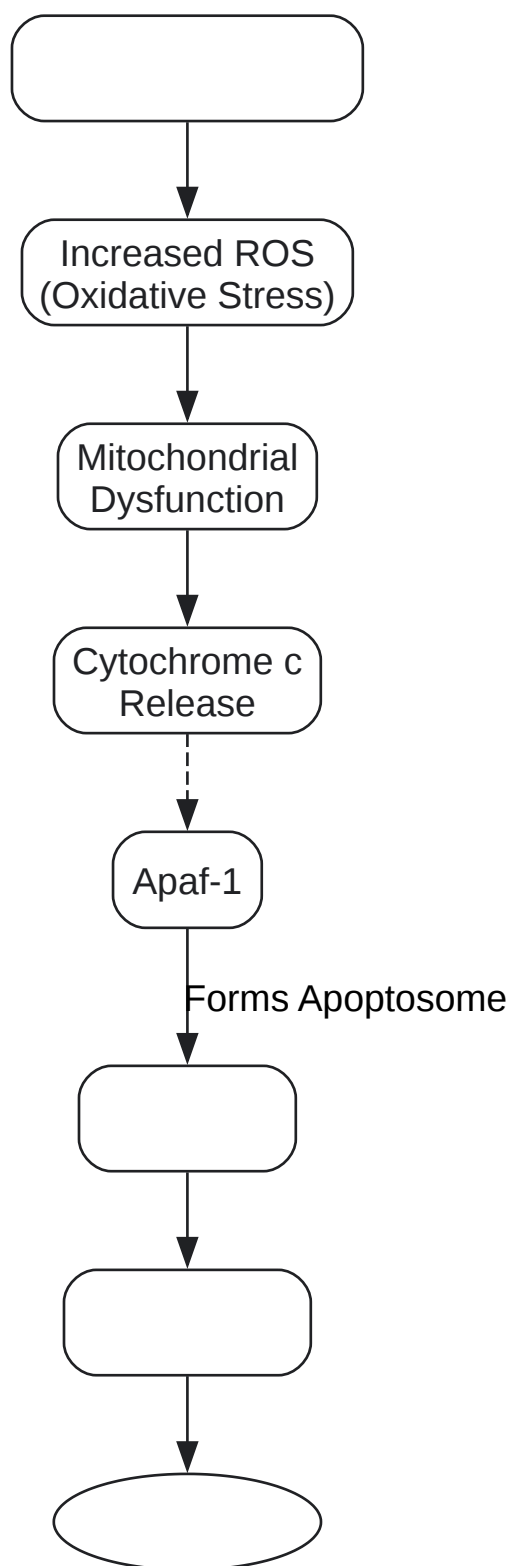 Increased ROS
(Oxidative Stress)
Mitochondrial
Dysfunction
Cytochrome c
Release
Apaf-1
Forms Apoptosome